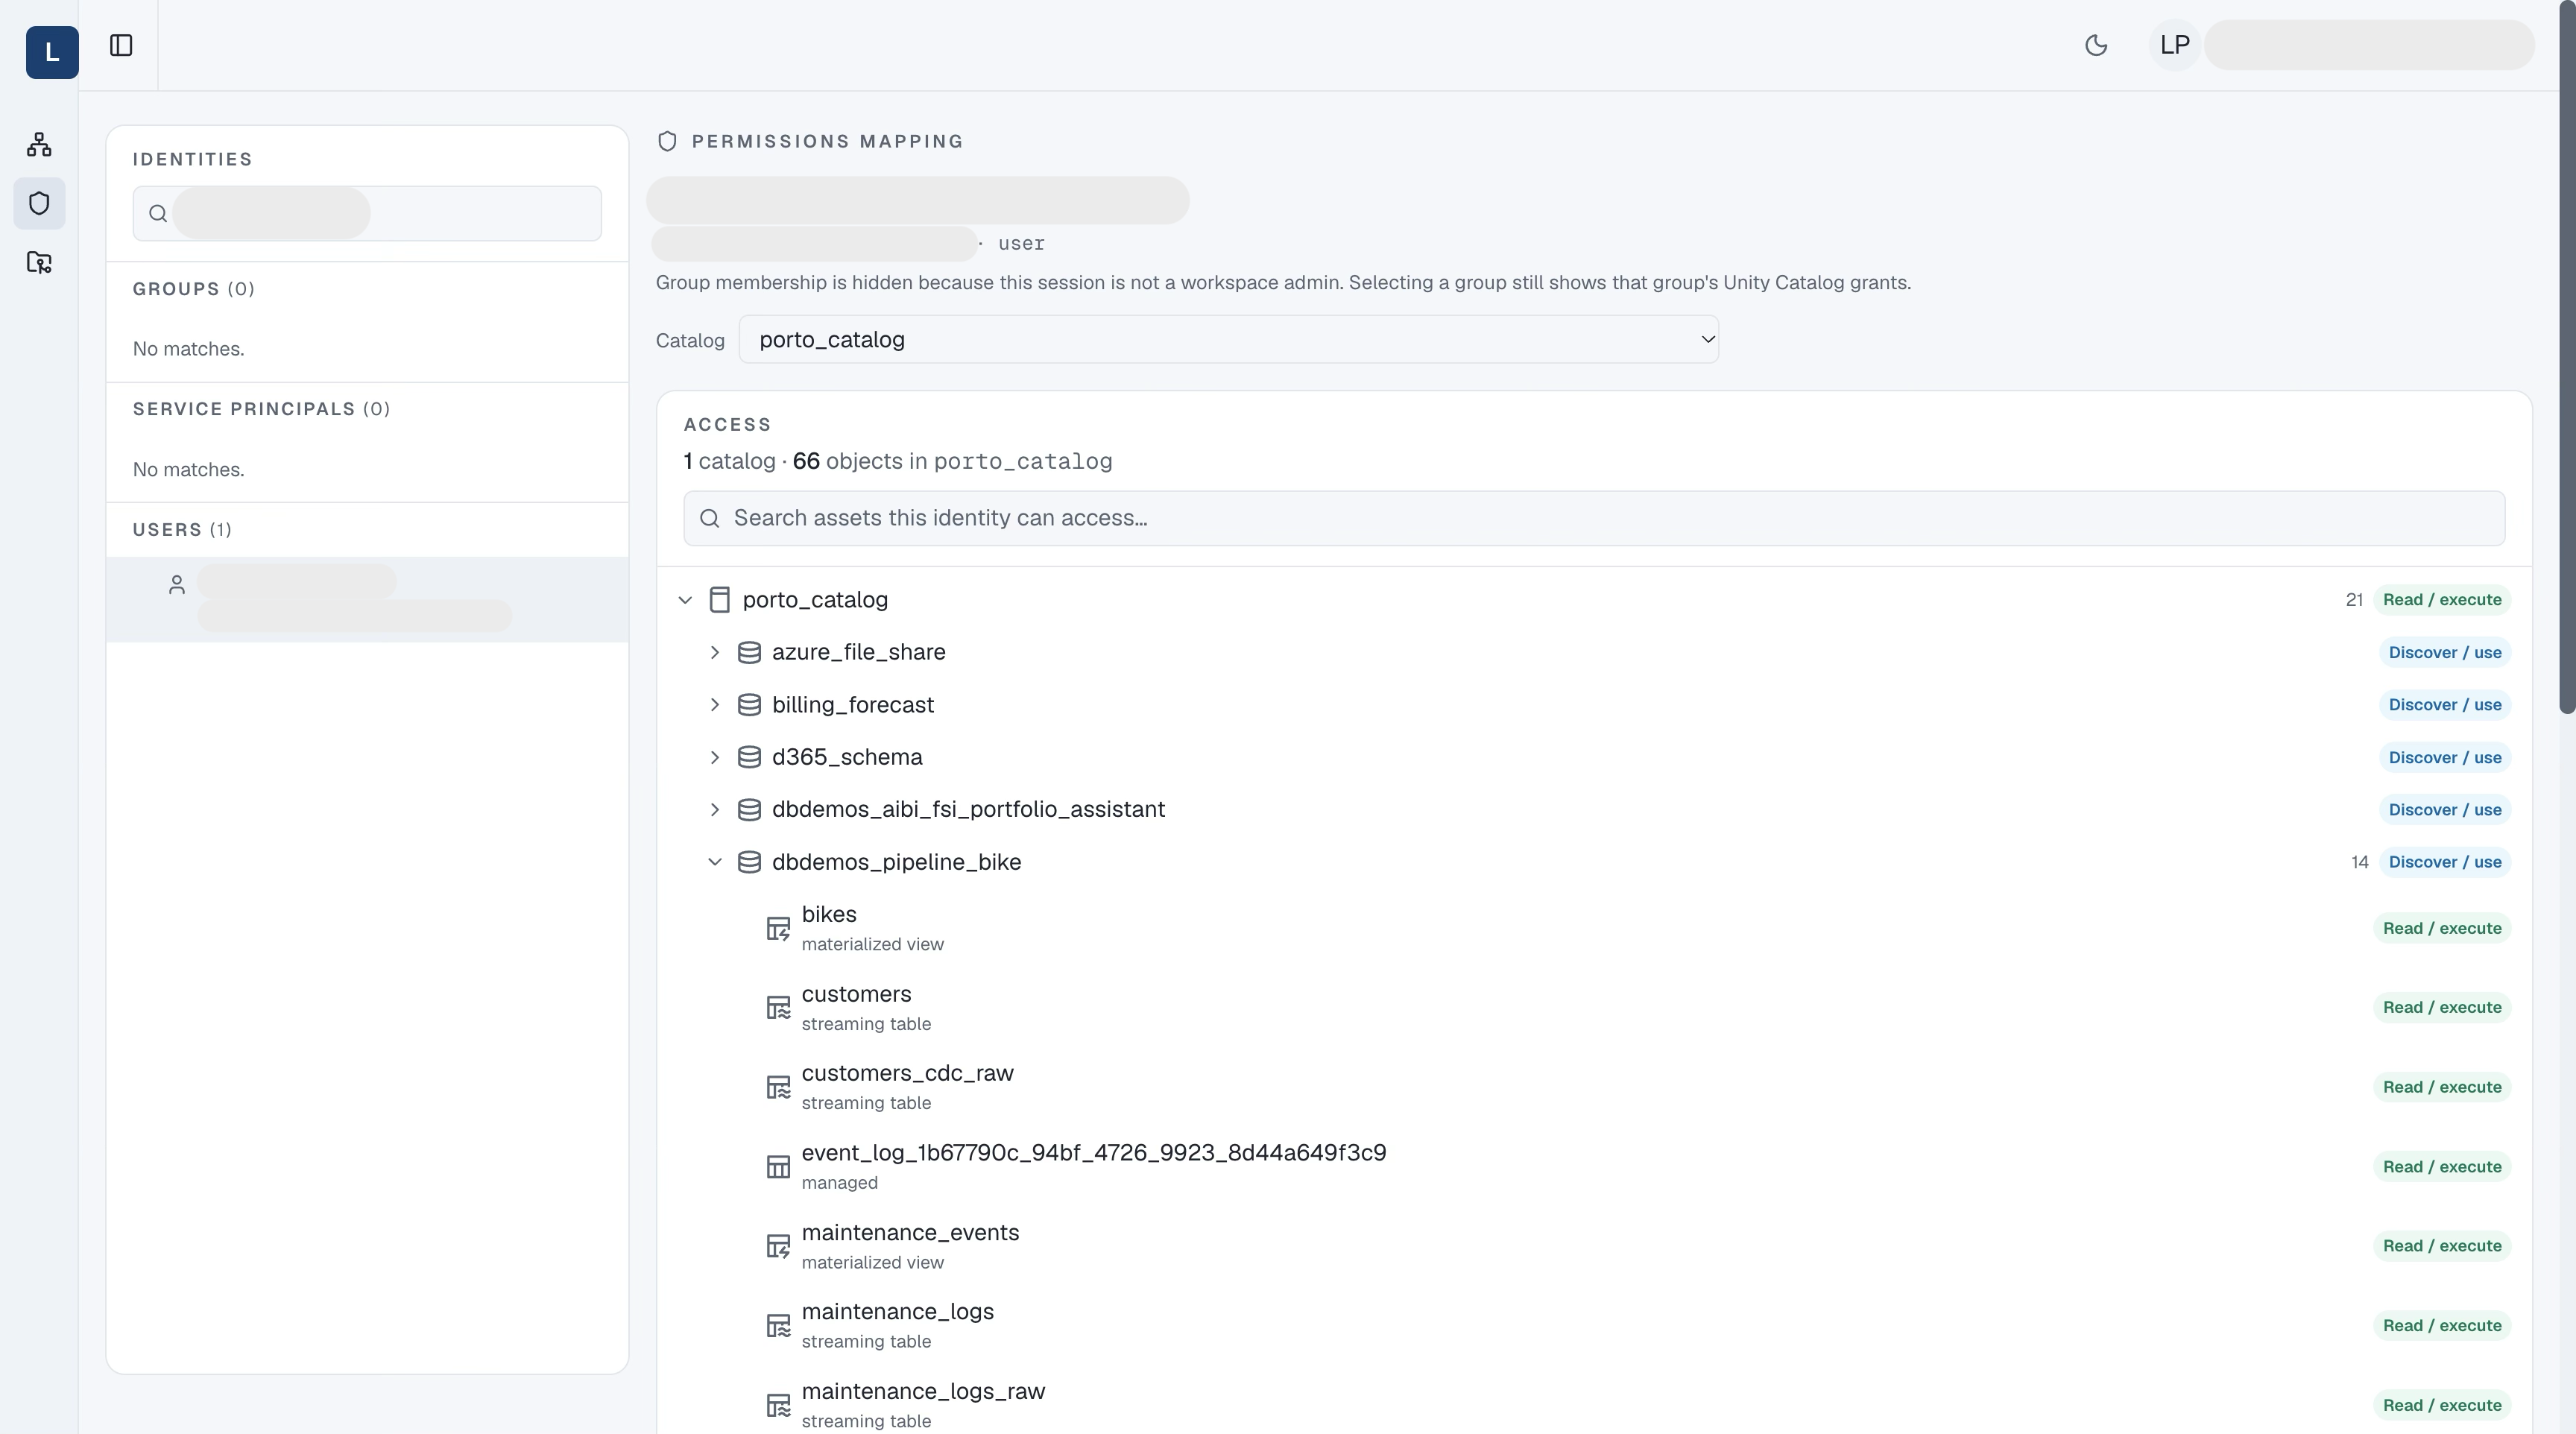 L
LP
IDENTITIES
GROUPS (0)
No matches.
SERVICE PRINCIPALS (0)
No matches.
USERS (1)
PERMISSIONS MAPPING
· user
Group membership is hidden because this session is not a workspace admin. Selecting a group still shows that group's Unity Catalog grants.
Catalog porto_catalog
ACCESS
1 catalog · 66 objects in porto_catalog
Search assets this identity can access...
porto_catalog 21 Read / execute
azure_file_share Discover / use
billing_forecast Discover / use
d365_schema Discover / use
dbdemos_aibi_fsi_portfolio_assistant Discover / use
dbdemos_pipeline_bike 14 Discover / use
bikes
materialized view Read / execute
customers
streaming table Read / execute
customers_cdc_raw
streaming table Read / execute
event_log_1b67790c_94bf_4726_9923_8d44a649f3c9
managed Read / execute
maintenance_events
materialized view Read / execute
maintenance_logs
streaming table Read / execute
maintenance_logs_raw
streaming table Read / execute